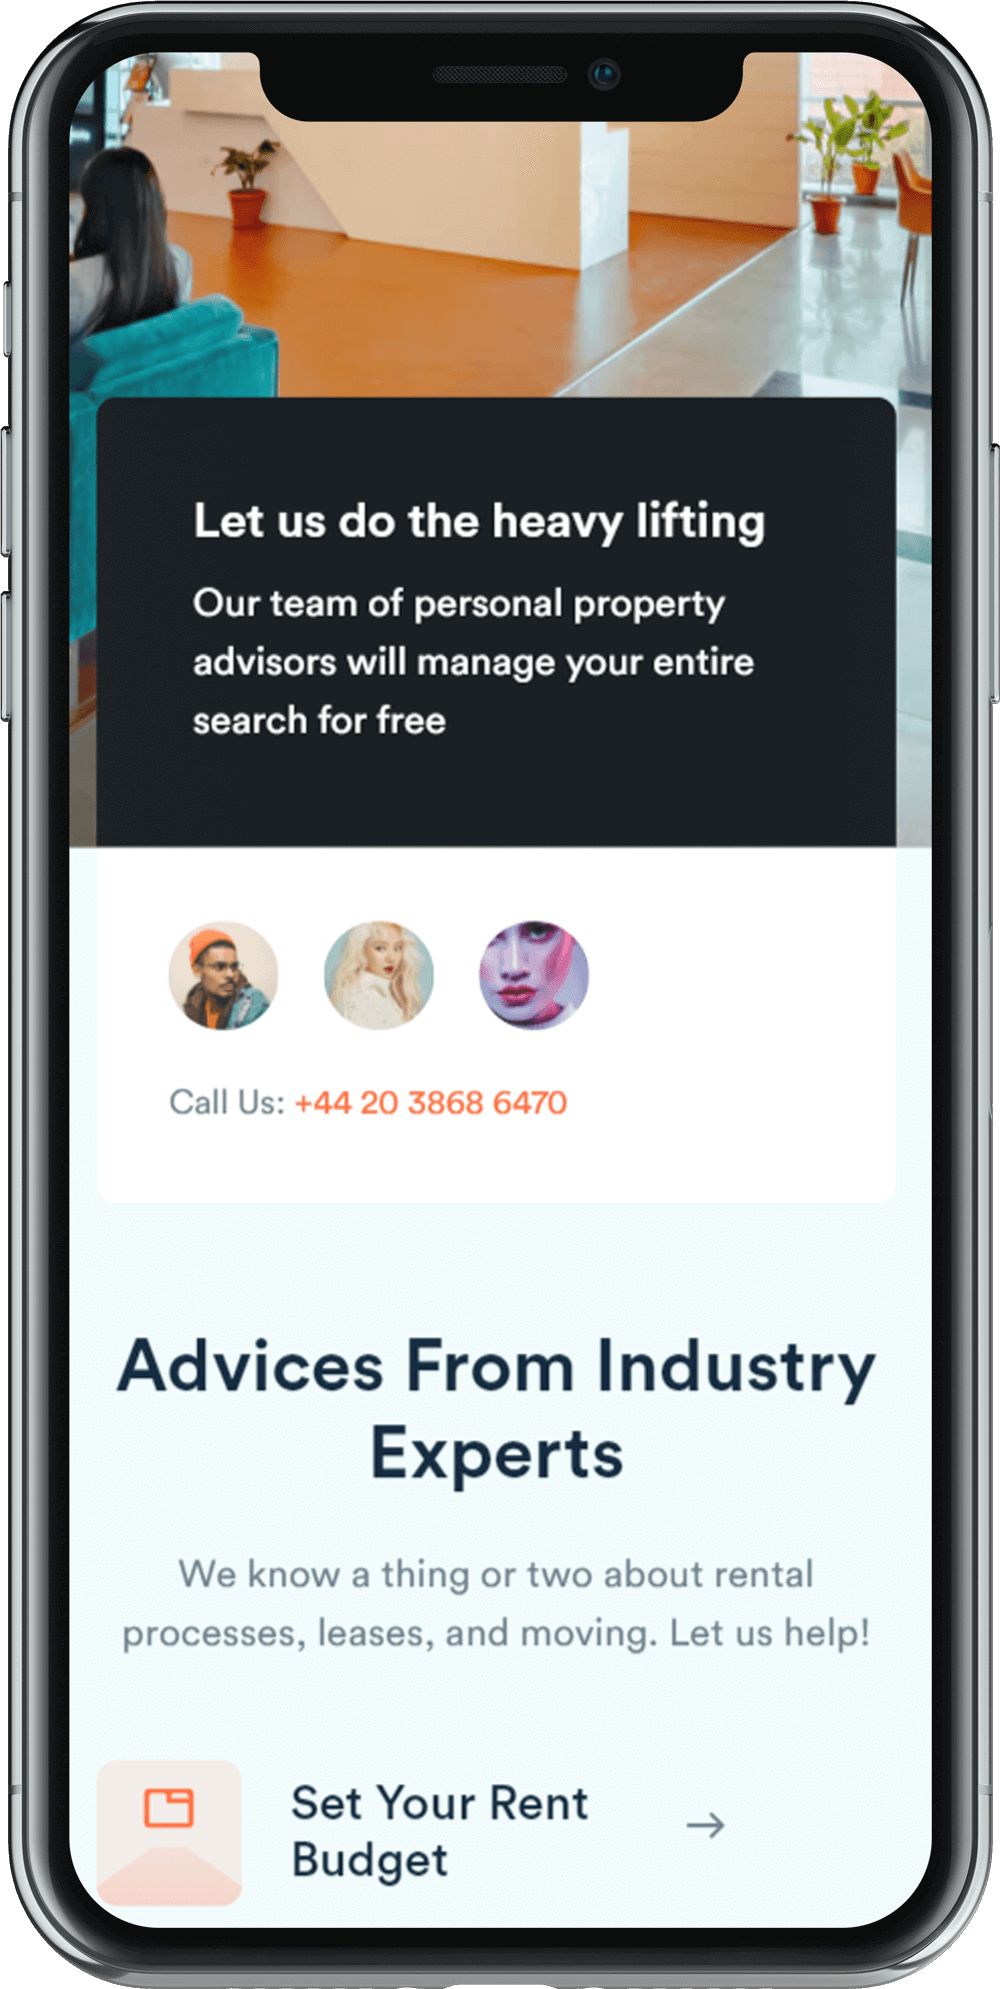 Let us do the heavy lifting
Our team of personal property
advisors will manage your entire
search for free
Call Us: +44 20 3868 6470
Advices From Industry
Experts
We know a thing or two about rental
processes, leases, and moving. Let us help!
Set Your Rent
Budget